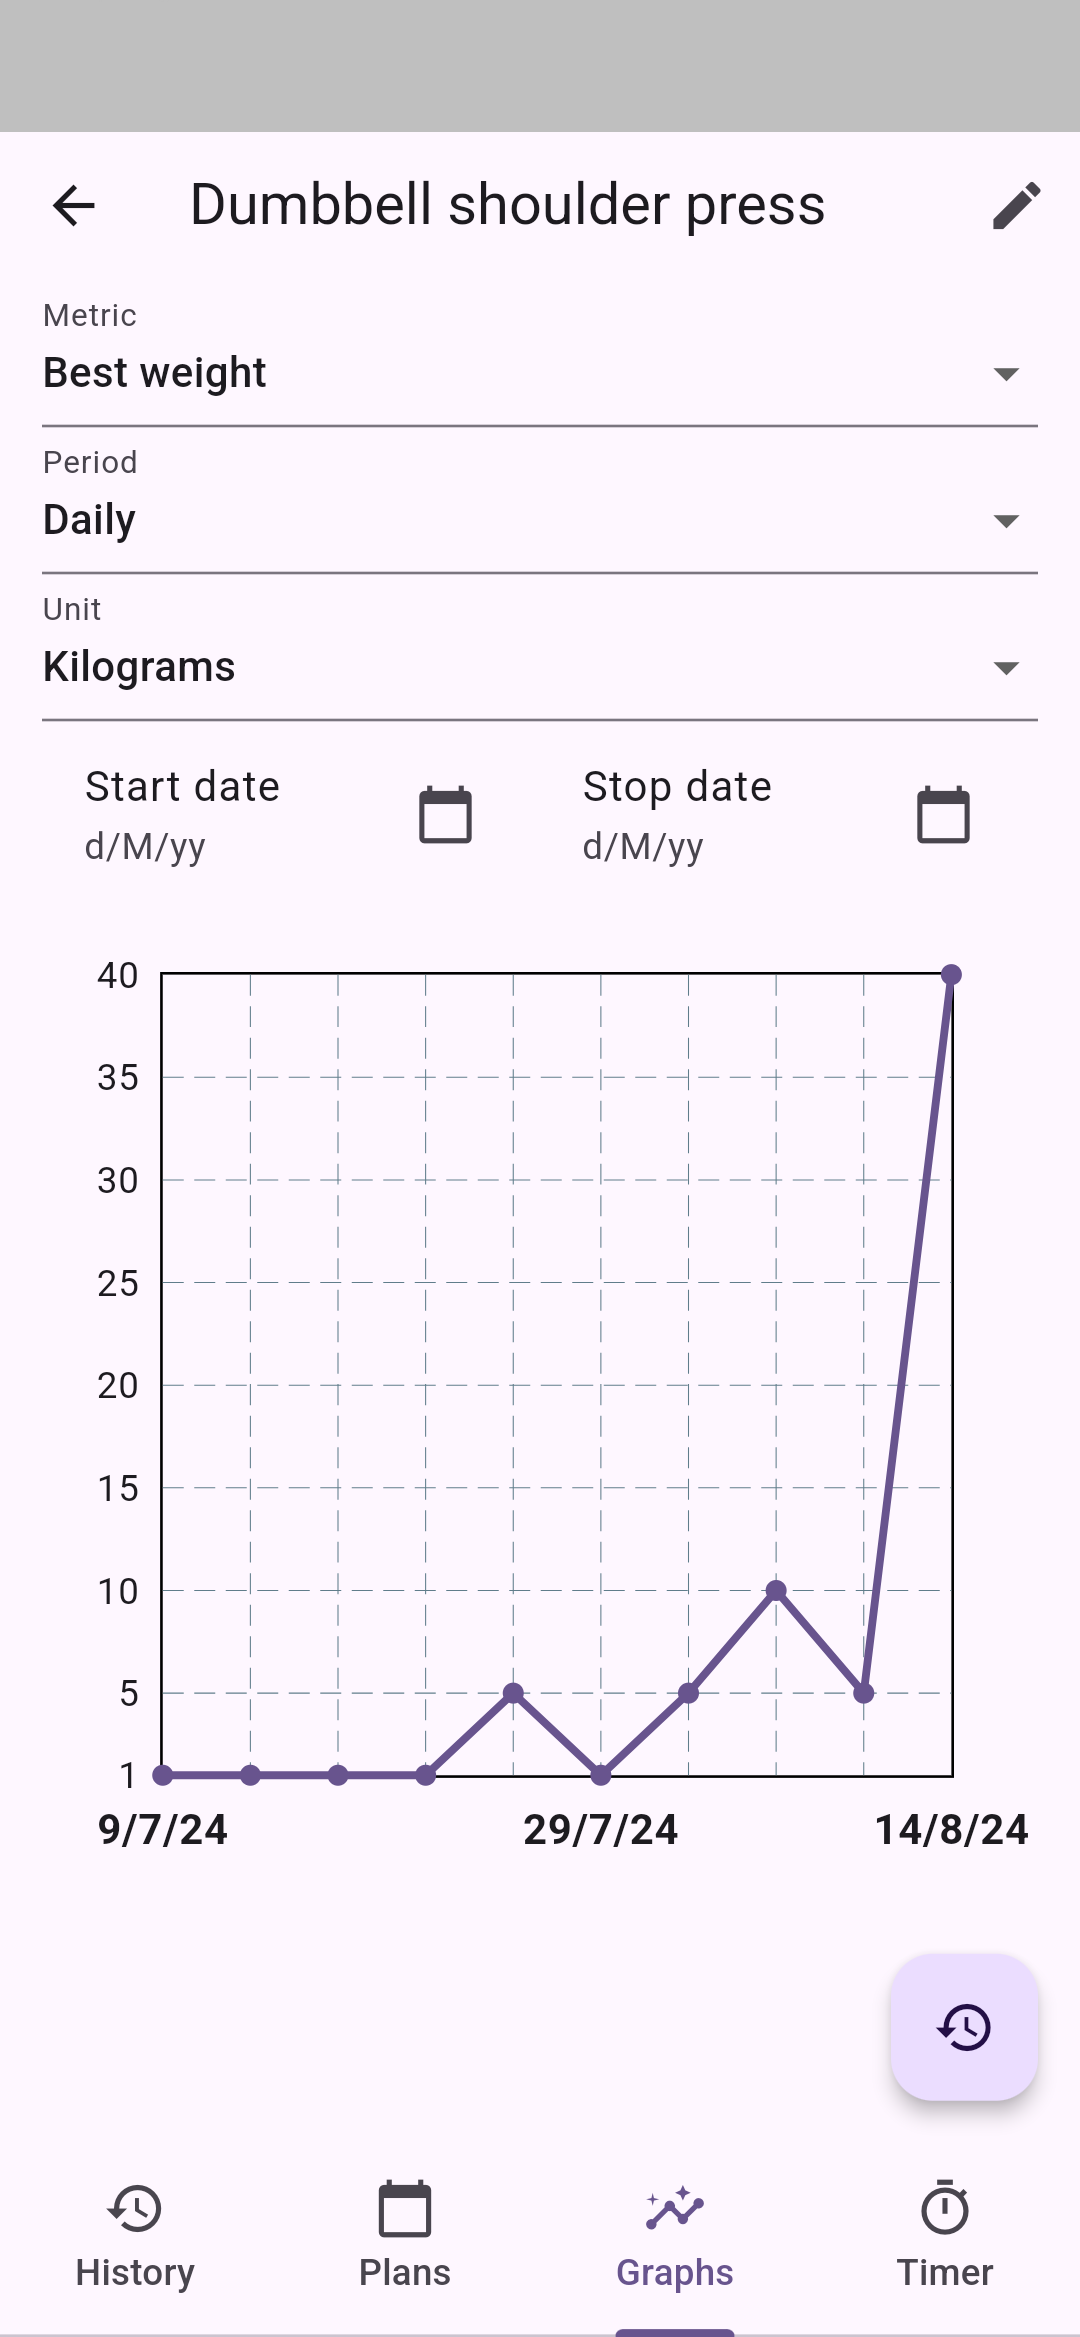 Dumbbell shoulder press
Metric
Best weight
Period
Daily
Unit
Kilograms
Start date
d/M/yy
Stop date
d/M/yy
40
35
30
25
20
15
10
5
1
9/7/24 29/7/24 14/8/24
History Plans Graphs Timer